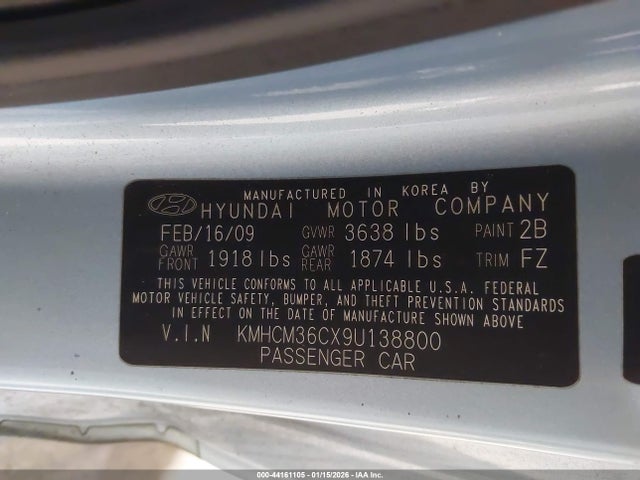 MANUFACTURED IN KOREA BY
HYUNDAI MOTOR COMPANY
FEB/16/09 GVWR 3638 lbs PAINT 2B
GAWR FRONT 1918 lbs GAWR REAR 1874 lbs TRIM FZ
THIS VEHICLE CONFORMS TO ALL APPLICABLE U.S.A. FEDERAL
MOTOR VEHICLE SAFETY, BUMPER, AND THEFT PREVENTION STANDARDS
IN EFFECT ON THE DATE OF MANUFACTURE SHOWN ABOVE
V.I.N KMHCM36CX9U138800
PASSENGER CAR
000-44161105 - 01/15/2026 - IAA Inc.